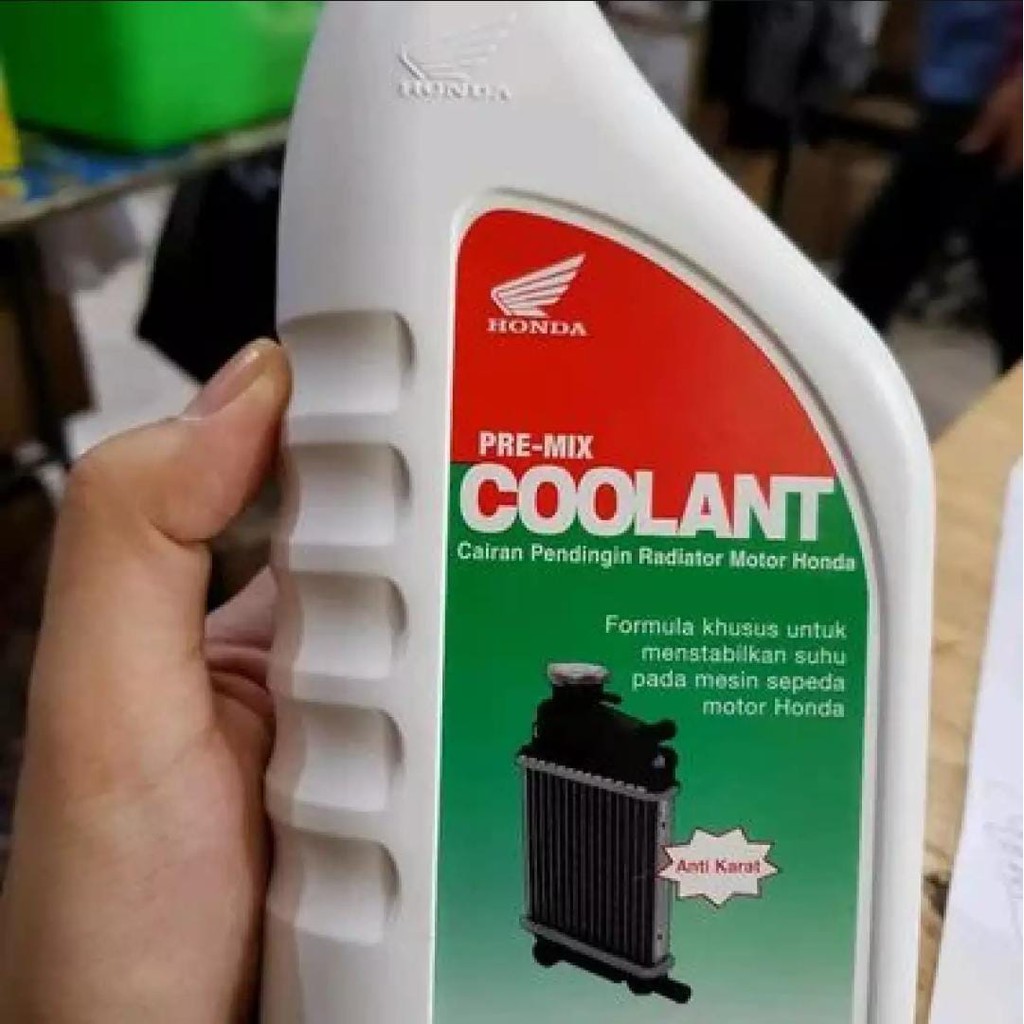 HONDA
HONDA
PRE-MIX
COOLANT
Cairan Pendingin Radiator Motor Honda
Formula khusus untuk
menstabilkan suhu
pada mesin sepeda
motor Honda
Anti Karat